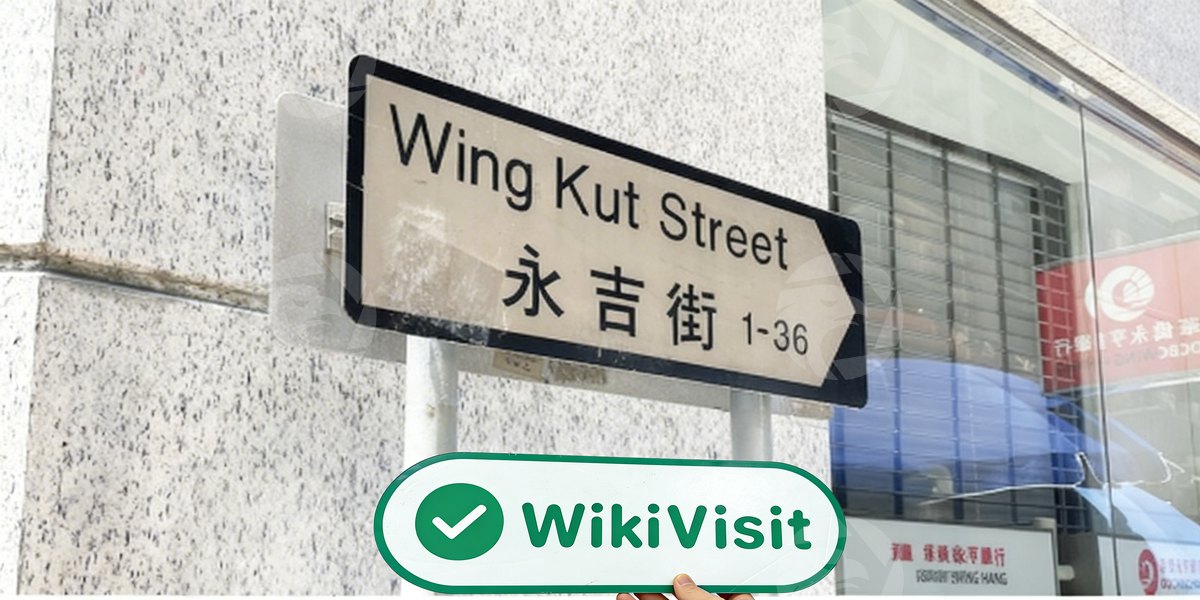 Wing Kut Street
永吉街 1-36
WikiVisit